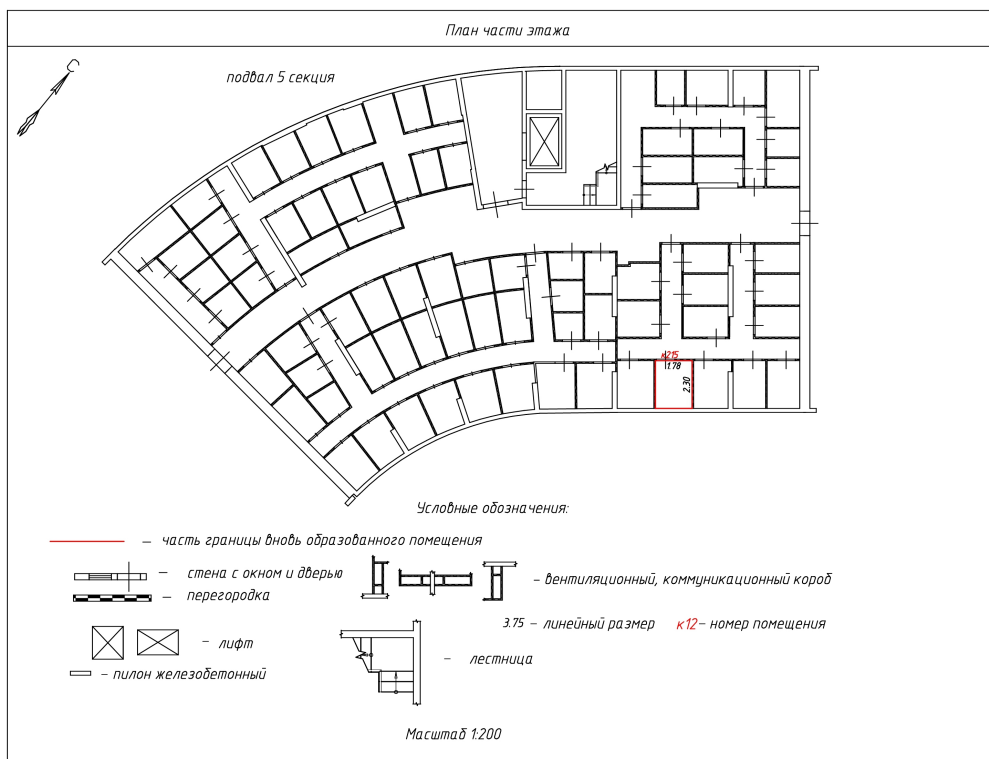 План части этажа
С
подвал 5 секция
к215
1.78
2.30
Условные обозначения:
— часть границы вновь образованного помещения
— стена с окном и дверью
— перегородка
— вентиляционный, коммуникационный короб
3.75 — линейный размер к12 — номер помещения
— лифт
— лестница
— пилон железобетонный
Масштаб 1:200